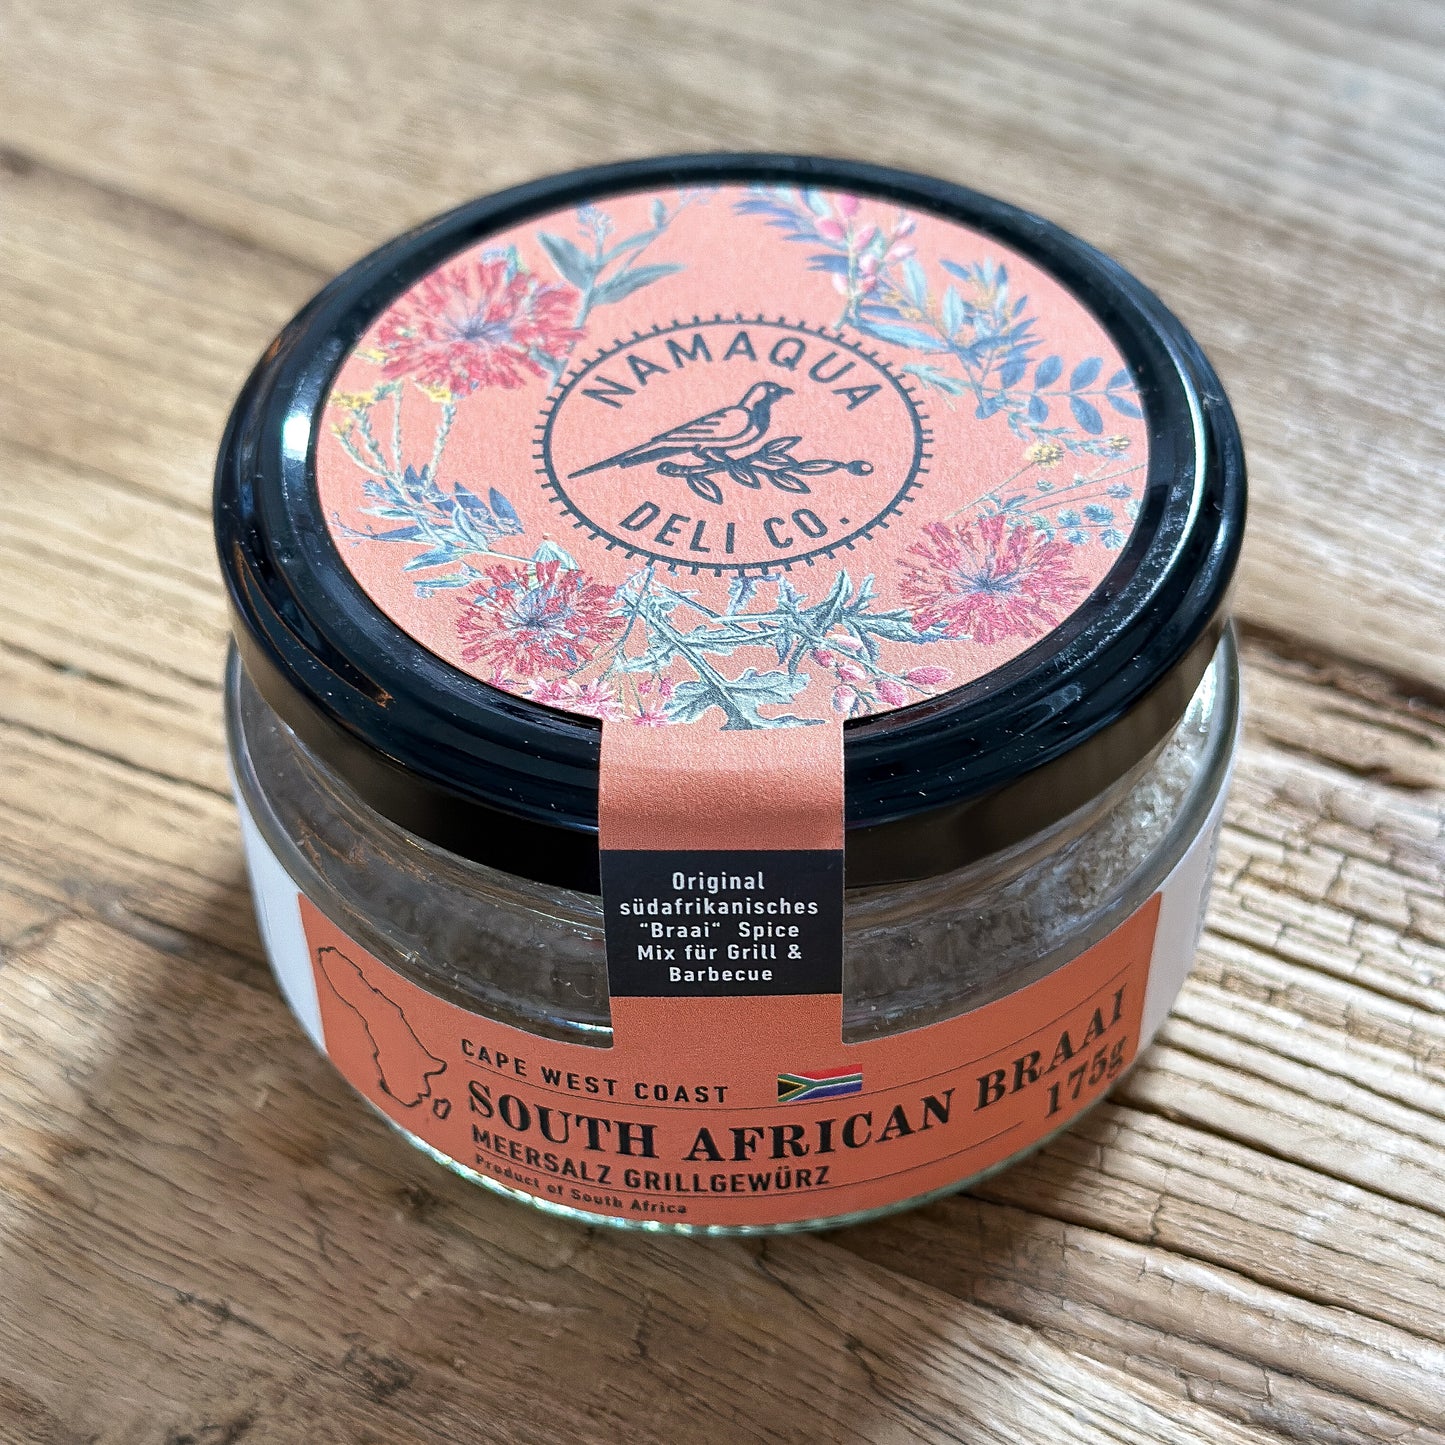 NAMAQUA
DELI CO.
Original
südafrikanisches
"Braai" Spice
Mix für Grill &
Barbecue
CAPE WEST COAST
SOUTH AFRICAN BRAAI
175g
MEERSALZ GRILLGEWÜRZ
Product of South Africa